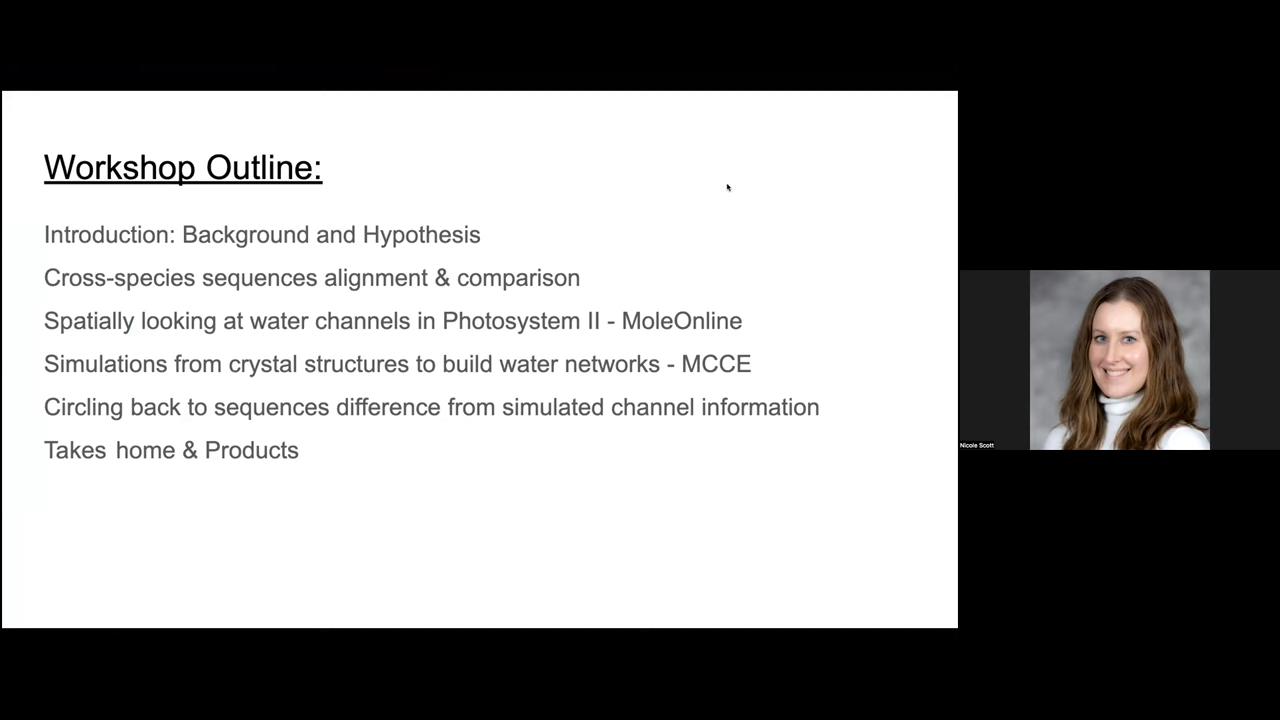 Workshop Outline:
Introduction: Background and Hypothesis
Cross-species sequences alignment & comparison
Spatially looking at water channels in Photosystem II - MoleOnline
Simulations from crystal structures to build water networks - MCCE
Circling back to sequences difference from simulated channel information
Takes home & Products
Nicole Scott